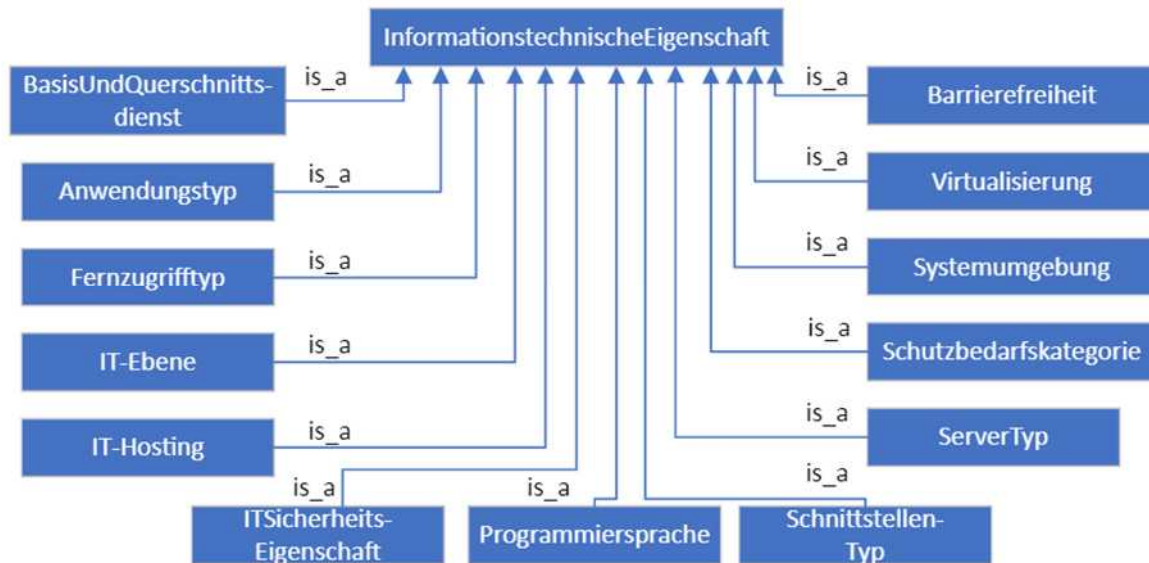 InformationstechnischeEigenschaft
BasisUndQuerschnitts-
dienst
is_a
is_a
Barrierefreiheit
Anwendungstyp
is_a
is_a
Virtualisierung
Fernzugrifftyp
is_a
is_a
Systemumgebung
IT-Ebene
is_a
is_a
Schutzbedarfskategorie
IT-Hosting
is_a
is_a
ServerTyp
is_a
ITSicherheits-
Eigenschaft
is_a
Programmiersprache
is_a
Schnittstellen-
Typ